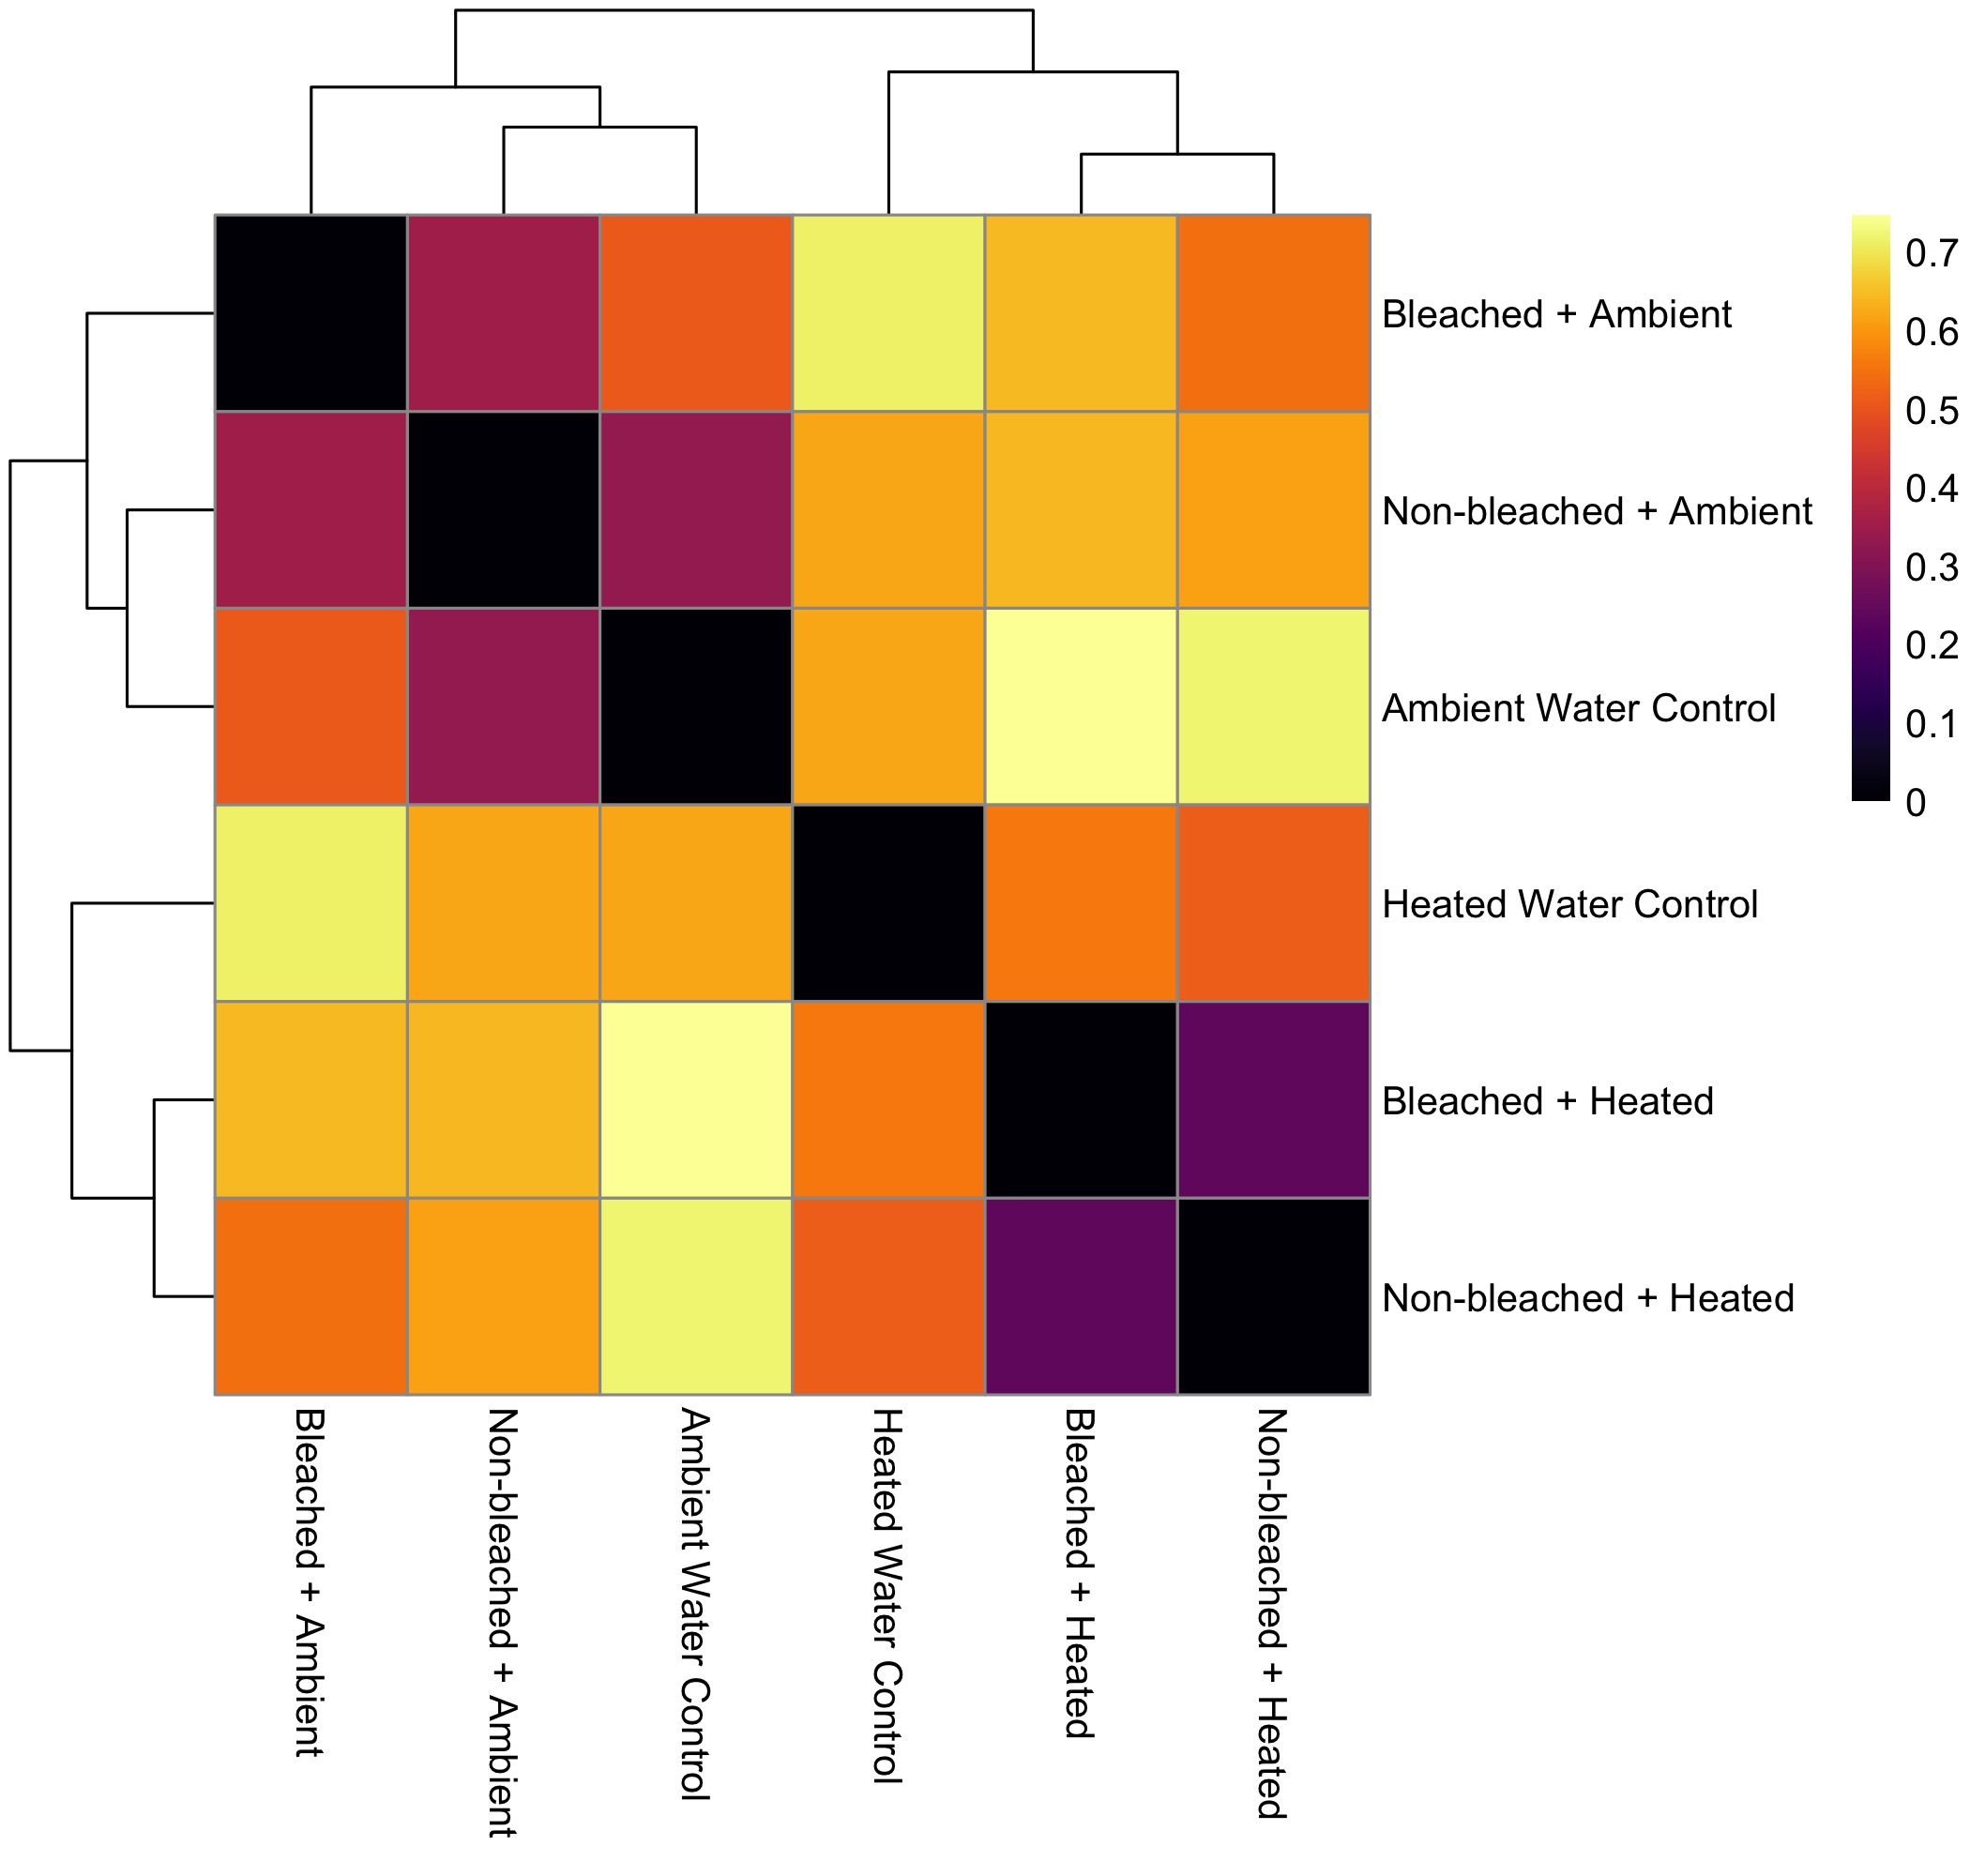 0.7
0.6
0.5
0.4
0.3
0.2
0.1
0
Bleached + Ambient
Non-bleached + Ambient
Ambient Water Control
Heated Water Control
Bleached + Heated
Non-bleached + Heated
Bleached + Ambient
Non-bleached + Ambient
Ambient Water Control
Heated Water Control
Bleached + Heated
Non-bleached + Heated